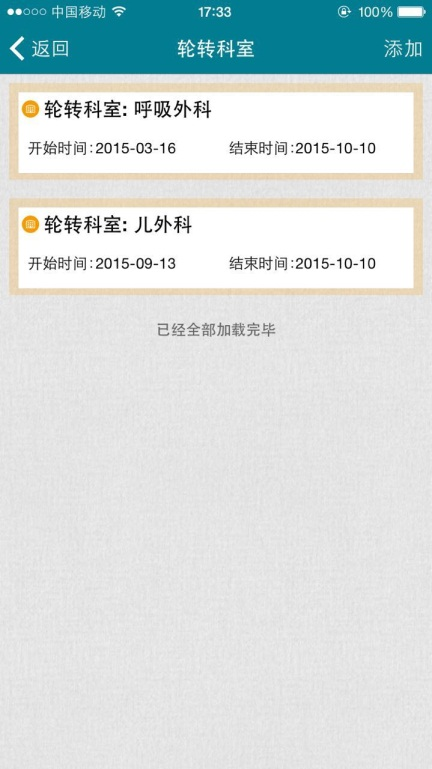 中国移动 17:33 100%
返回 轮转科室 添加
轮转科室: 呼吸外科
开始时间:2015-03-16 结束时间:2015-10-10
轮转科室: 儿外科
开始时间:2015-09-13 结束时间:2015-10-10
已经全部加载完毕